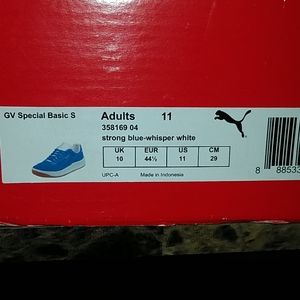 GV Special Basic S
Adults 11
358169 04
strong blue-whisper white
UK EUR US CM
10 44½ 11 29
UPC-A Made in Indonesia
8 88533